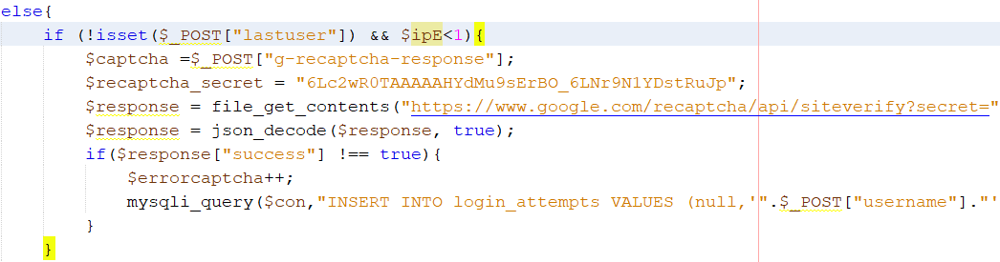 else{
if (!isset($_POST["lastuser"]) && $ipE<1){
$captcha =$_POST["g-recaptcha-response"];
$recaptcha_secret = "6Lc2wR0TAAAAAHYdMu9sErBO_6LNr9N1YDstRuJp";
$response = file_get_contents("https://www.google.com/recaptcha/api/siteverify?secret="
$response = json_decode($response, true);
if($response["success"] !== true){
$errorcaptcha++;
mysqli_query($con,"INSERT INTO login_attempts VALUES (null,'".$_POST["username"]."'
}
}